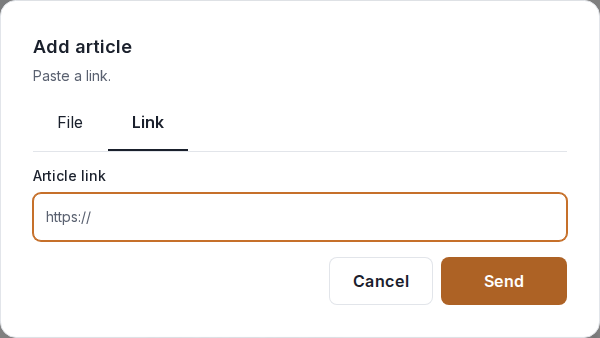 Add article
Paste a link.
File
Link
Article link
https://
Cancel
Send